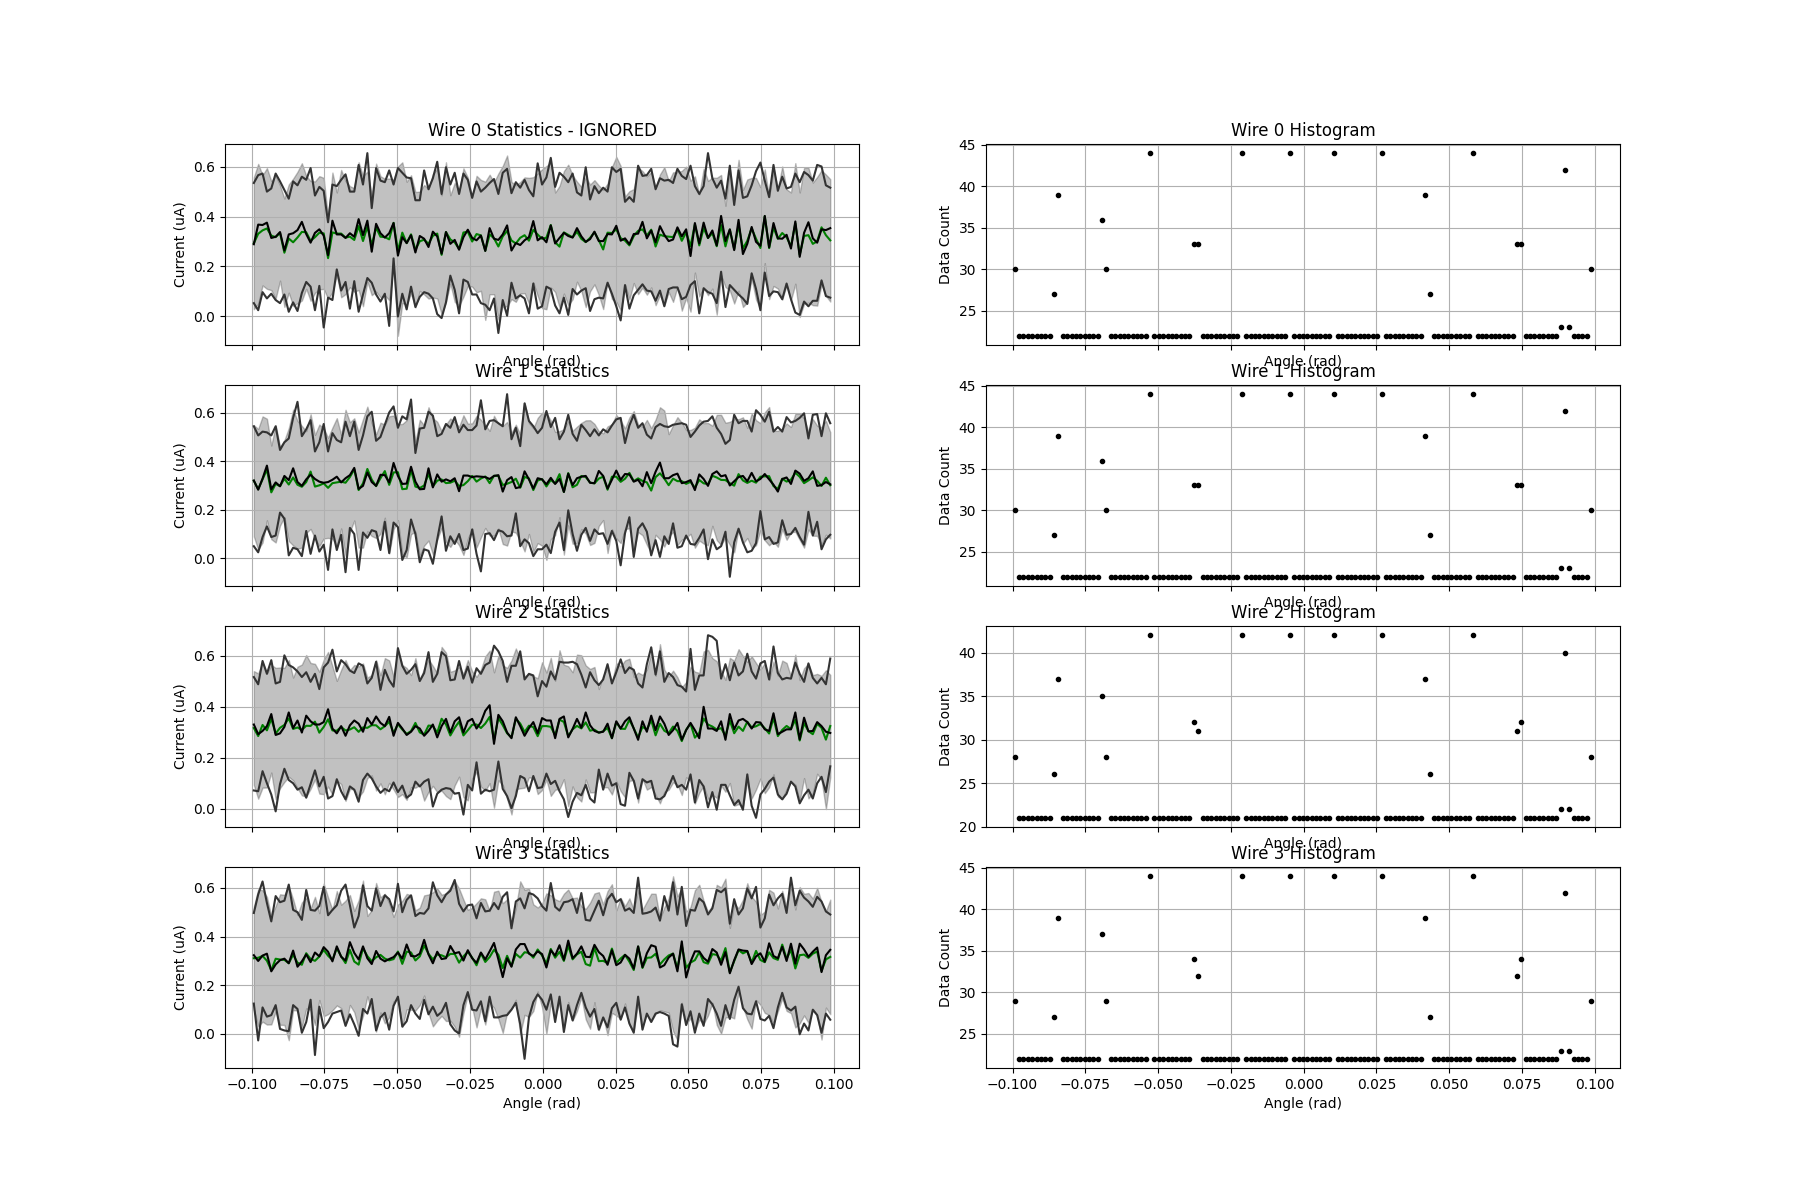 Wire 0 Statistics - IGNORED
Current (uA)
0.6
0.4
0.2
0.0
Angle (rad)
Wire 0 Histogram
Data Count
45
40
35
30
25
Angle (rad)
Wire 1 Statistics
Current (uA)
0.6
0.4
0.2
0.0
Angle (rad)
Wire 1 Histogram
Data Count
45
40
35
30
25
Angle (rad)
Wire 2 Statistics
Current (uA)
0.6
0.4
0.2
0.0
Angle (rad)
Wire 2 Histogram
Data Count
40
35
30
25
20
Angle (rad)
Wire 3 Statistics
Current (uA)
0.6
0.4
0.2
0.0
−0.100 −0.075 −0.050 −0.025 0.000 0.025 0.050 0.075 0.100
Angle (rad)
Wire 3 Histogram
Data Count
45
40
35
30
25
−0.100 −0.075 −0.050 −0.025 0.000 0.025 0.050 0.075 0.100
Angle (rad)